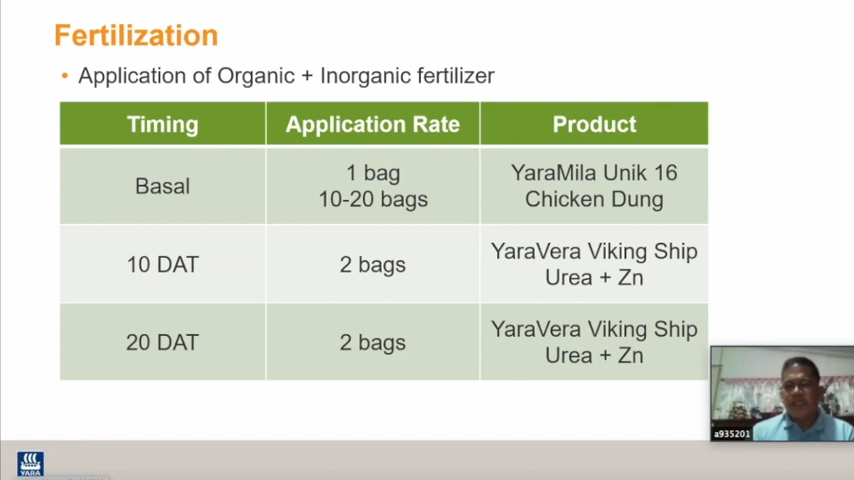 Fertilization
• Application of Organic + Inorganic fertilizer
Timing Application Rate Product
Basal
1 bag
10-20 bags
YaraMila Unik 16
Chicken Dung
10 DAT
2 bags
YaraVera Viking Ship
Urea + Zn
20 DAT
2 bags
YaraVera Viking Ship
Urea + Zn
a935201
YARA